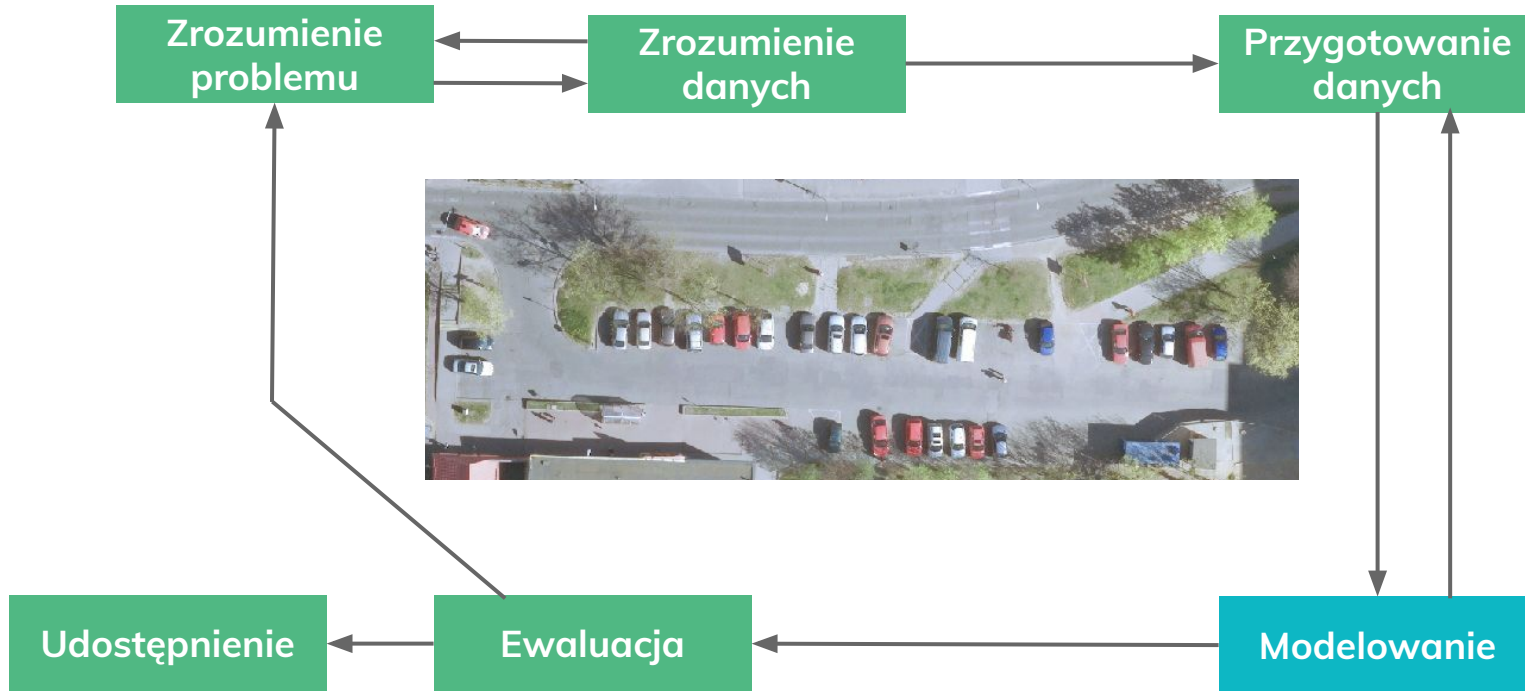 Zrozumienie
problemu
Zrozumienie
danych
Przygotowanie
danych
Udostępnienie
Ewaluacja
Modelowanie